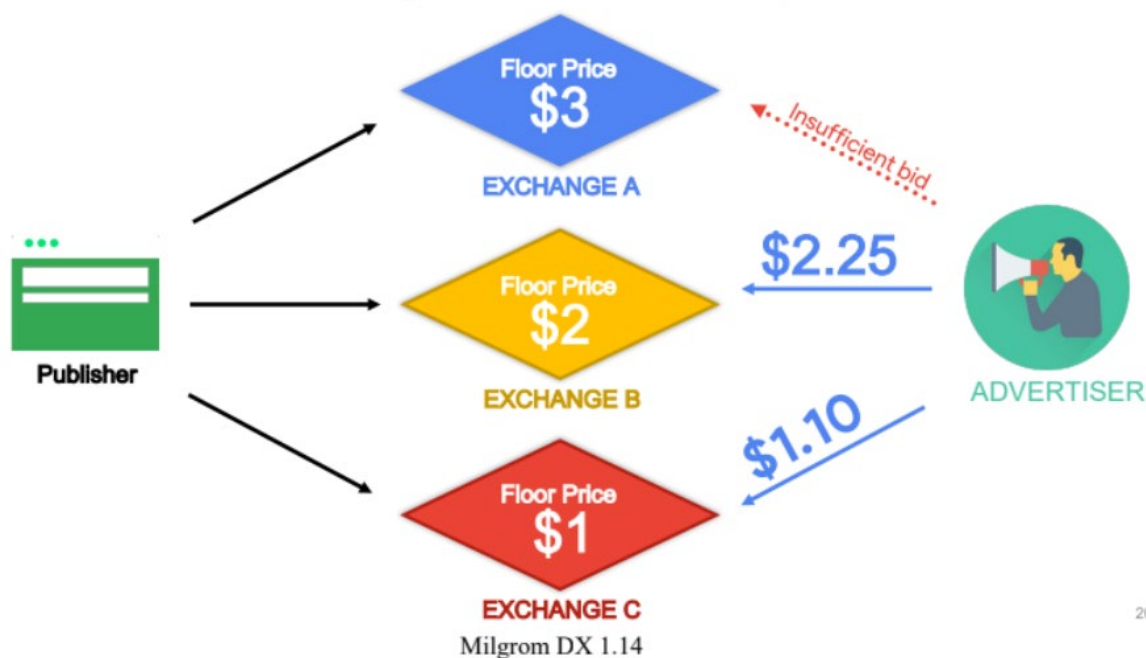 Floor Price
$3
EXCHANGE A
Insufficient bid
Floor Price
$2
EXCHANGE B
$2.25
Publisher
ADVERTISER
Floor Price
$1
EXCHANGE C
$1.10
Milgrom DX 1.14